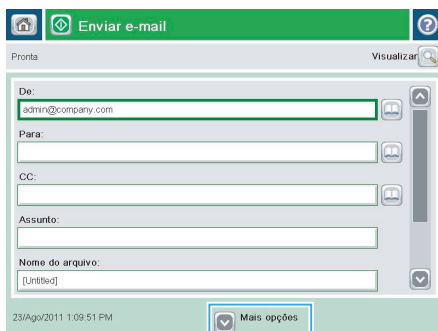 Enviar e-mail
Pronta
Visualizar
De:
admin@company.com
Para:
CC:
Assunto:
Nome do arquivo:
[Untitled]
23/Ago/2011 1:09:51 PM
Mais opções